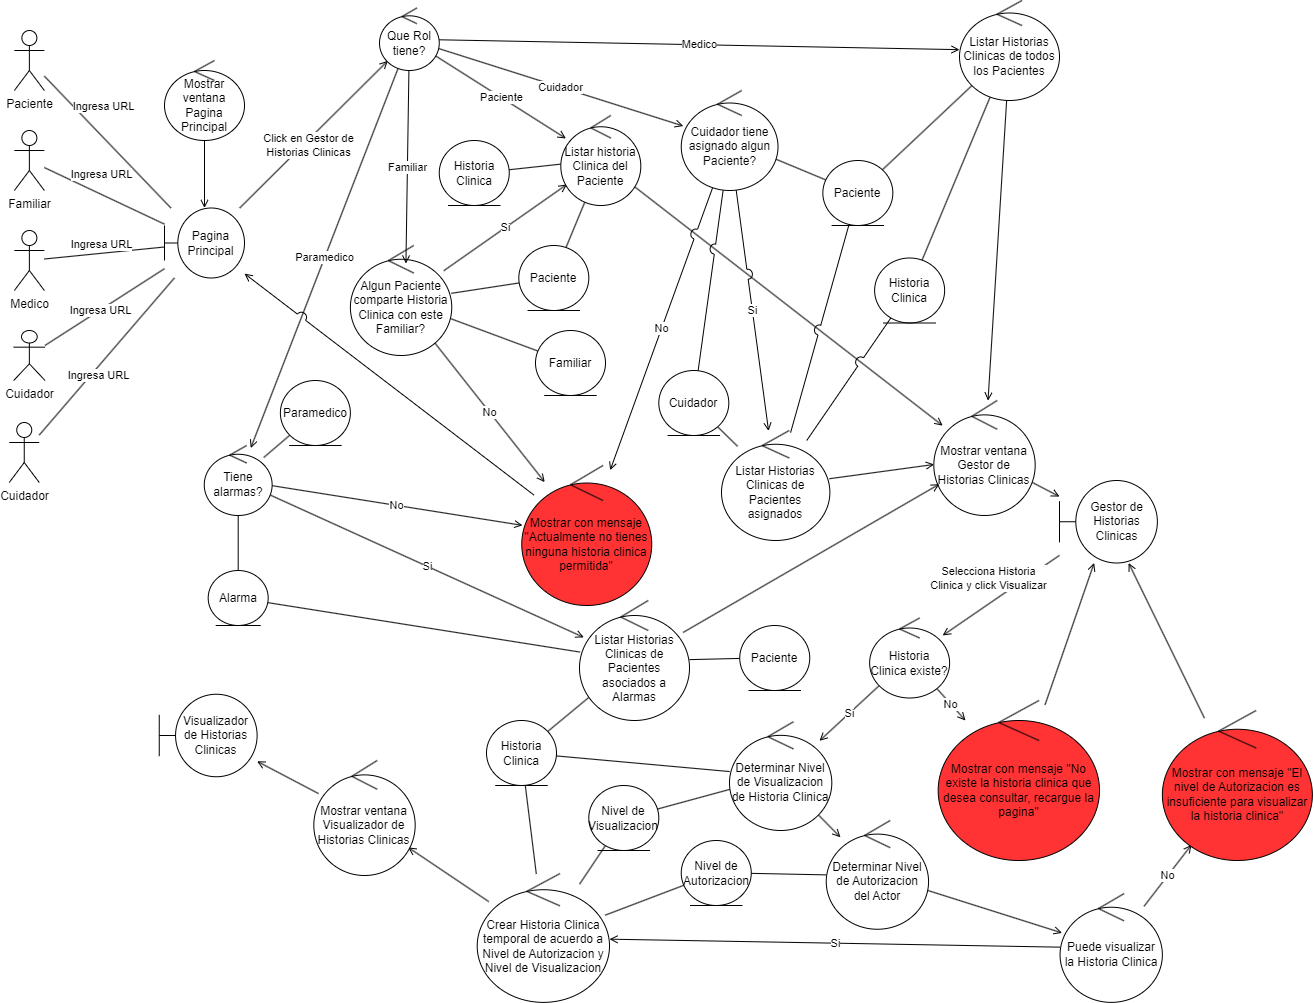 Paciente
Ingresa URL
Familiar
Ingresa URL
Medico
Ingresa URL
Cuidador
Ingresa URL
Cuidador
Ingresa URL
Mostrar
ventana
Pagina
Principal
Pagina
Principal
Click en Gestor de
Historias Clinicas
Que Rol
tiene?
Medico
Cuidador
Paciente
Familiar
Paramedico
Listar Historias
Clinicas de todos
los Pacientes
Historia
Clinica
Listar historia
Clinica del
Paciente
Cuidador tiene
asignado algun
Paciente?
Paciente
Si
Paciente
Algun Paciente
comparte Historia
Clinica con este
Familiar?
Familiar
No
No
Si
Historia
Clinica
Cuidador
Paramedico
Tiene
alarmas?
No
Si
Alarma
Mostrar con mensaje
"Actualmente no tienes
ninguna historia clinica
permitida"
Listar Historias
Clinicas de
Pacientes
asignados
Mostrar ventana
Gestor de
Historias Clinicas
Gestor de
Historias
Clinicas
Selecciona Historia
Clinica y click Visualizar
Historia
Clinica existe?
Si
No
Listar Historias
Clinicas de
Pacientes
asociados a
Alarmas
Paciente
Historia
Clinica
Visualizador
de Historias
Clinicas
Mostrar ventana
Visualizador de
Historias Clinicas
Determinar Nivel
de Visualizacion
de Historia Clinica
Nivel de
Visualizacion
Mostrar con mensaje "No
existe la historia clinica que
desea consultar, recargue la
pagina"
Mostrar con mensaje "El
nivel de Autorizacion es
insuficiente para visualizar
la historia clinica"
Nivel de
Autorizacion
Determinar Nivel
de Autorizacion
del Actor
No
Crear Historia Clinica
temporal de acuerdo a
Nivel de Autorizacion y
Nivel de Visualizacion
Si
Puede visualizar
la Historia Clinica